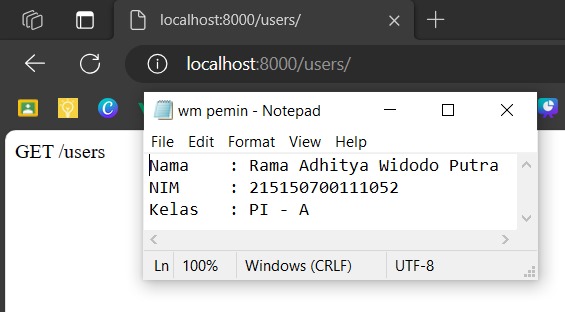 localhost:8000/users/
localhost:8000/users/
GET /users
wm pemin - Notepad
File Edit Format View Help
Nama : Rama Adhitya Widodo Putra
NIM : 215150700111052
Kelas : PI - A
Ln 100% Windows (CRLF) UTF-8